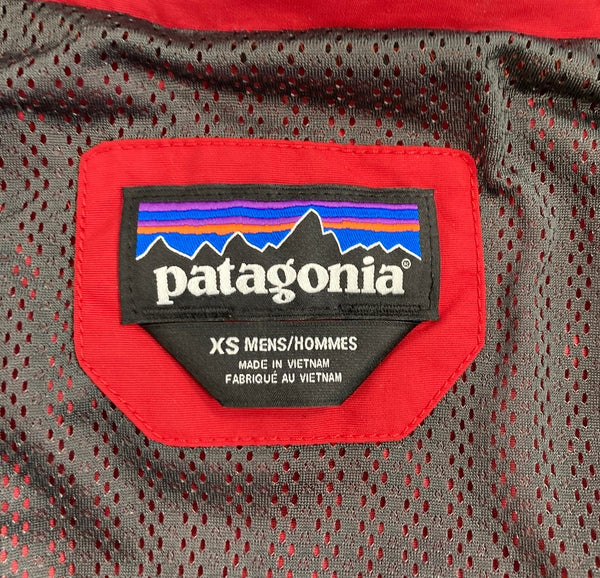 patagonia®
XS MENS/HOMMES
MADE IN VIETNAM
FABRIQUÉ AU VIETNAM